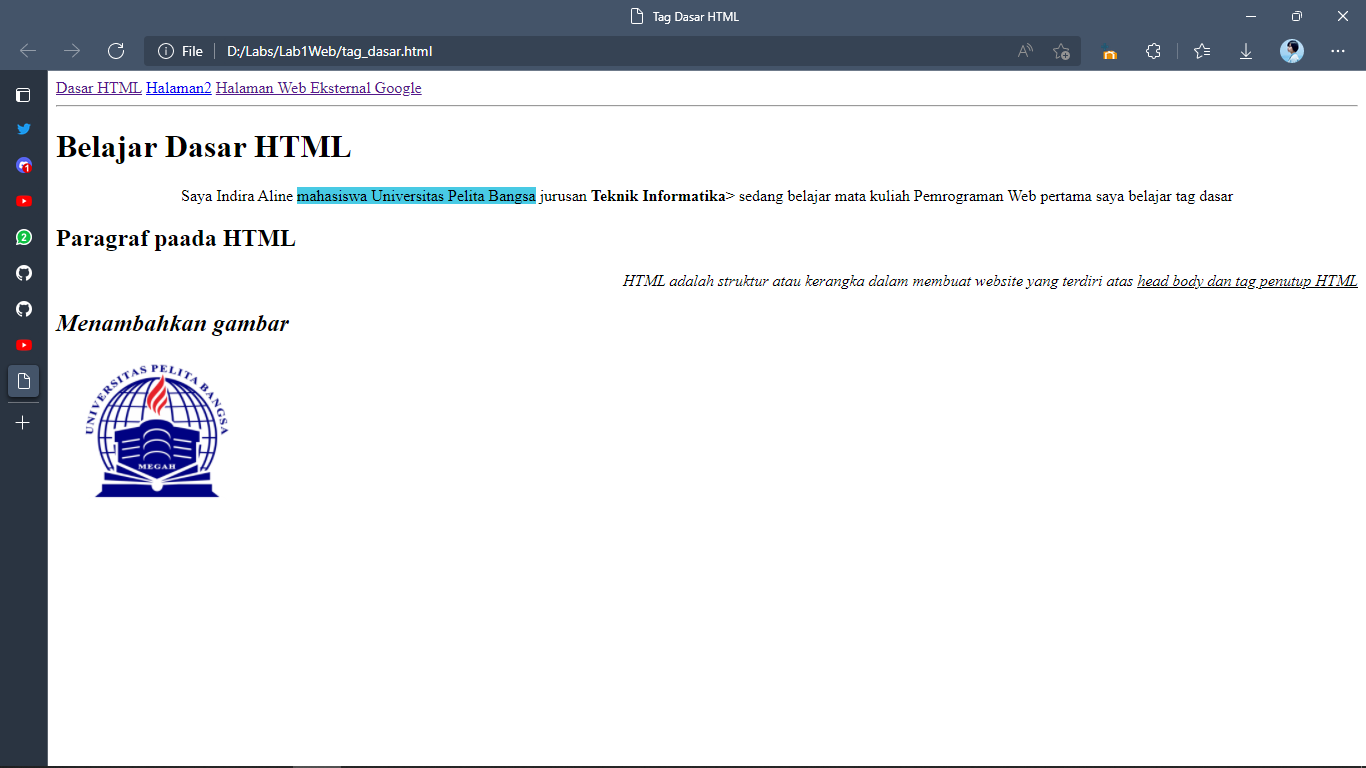 Tag Dasar HTML
File D:/Labs/Lab1Web/tag_dasar.html
Dasar HTML Halaman2 Halaman Web Eksternal Google
Belajar Dasar HTML
Saya Indira Aline mahasiswa Universitas Pelita Bangsa jurusan Teknik Informatika> sedang belajar mata kuliah Pemrograman Web pertama saya belajar tag dasar
Paragraf paada HTML
HTML adalah struktur atau kerangka dalam membuat website yang terdiri atas head body dan tag penutup HTML
Menambahkan gambar
UNIVERSITAS PELITA BANGSA
MEGAH
1
2